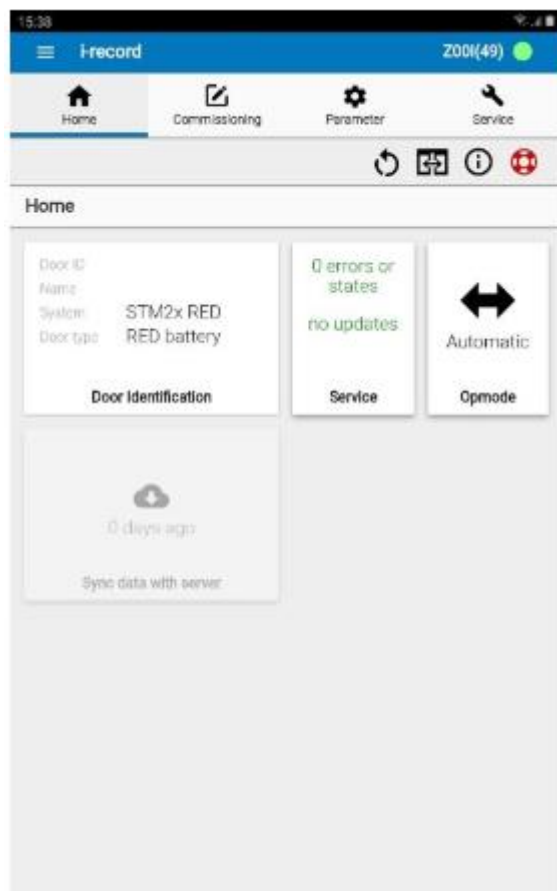 15:38
i-record Z00I(49)
Home Commissioning Parameter Service
Home
Door ID
Name
System STM2x RED
Door type RED battery
Door Identification
0 errors or
states
no updates
Service
Automatic
Opmode
0 days ago
Sync data with server